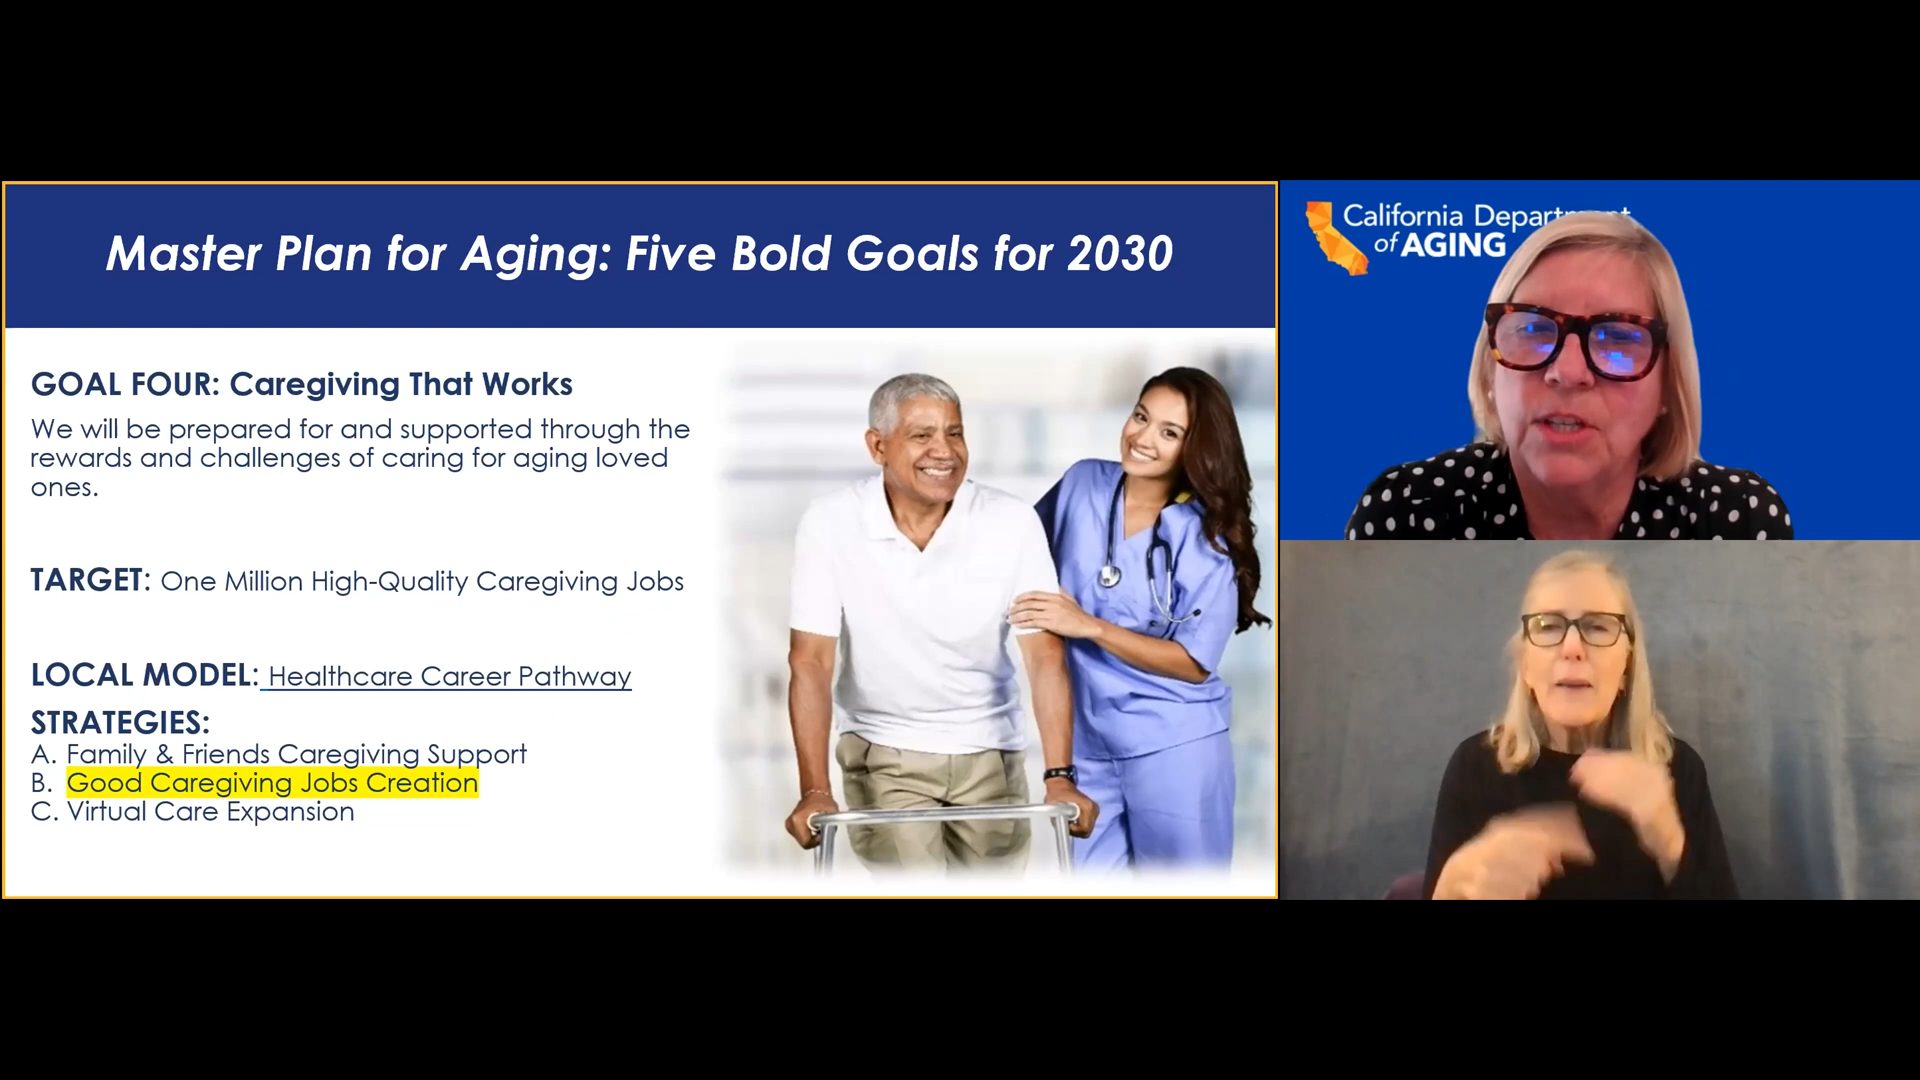 Master Plan for Aging: Five Bold Goals for 2030
GOAL FOUR: Caregiving That Works
We will be prepared for and supported through the
rewards and challenges of caring for aging loved
ones.
TARGET: One Million High-Quality Caregiving Jobs
LOCAL MODEL: Healthcare Career Pathway
STRATEGIES:
A. Family & Friends Caregiving Support
B. Good Caregiving Jobs Creation
C. Virtual Care Expansion
California Department
of AGING